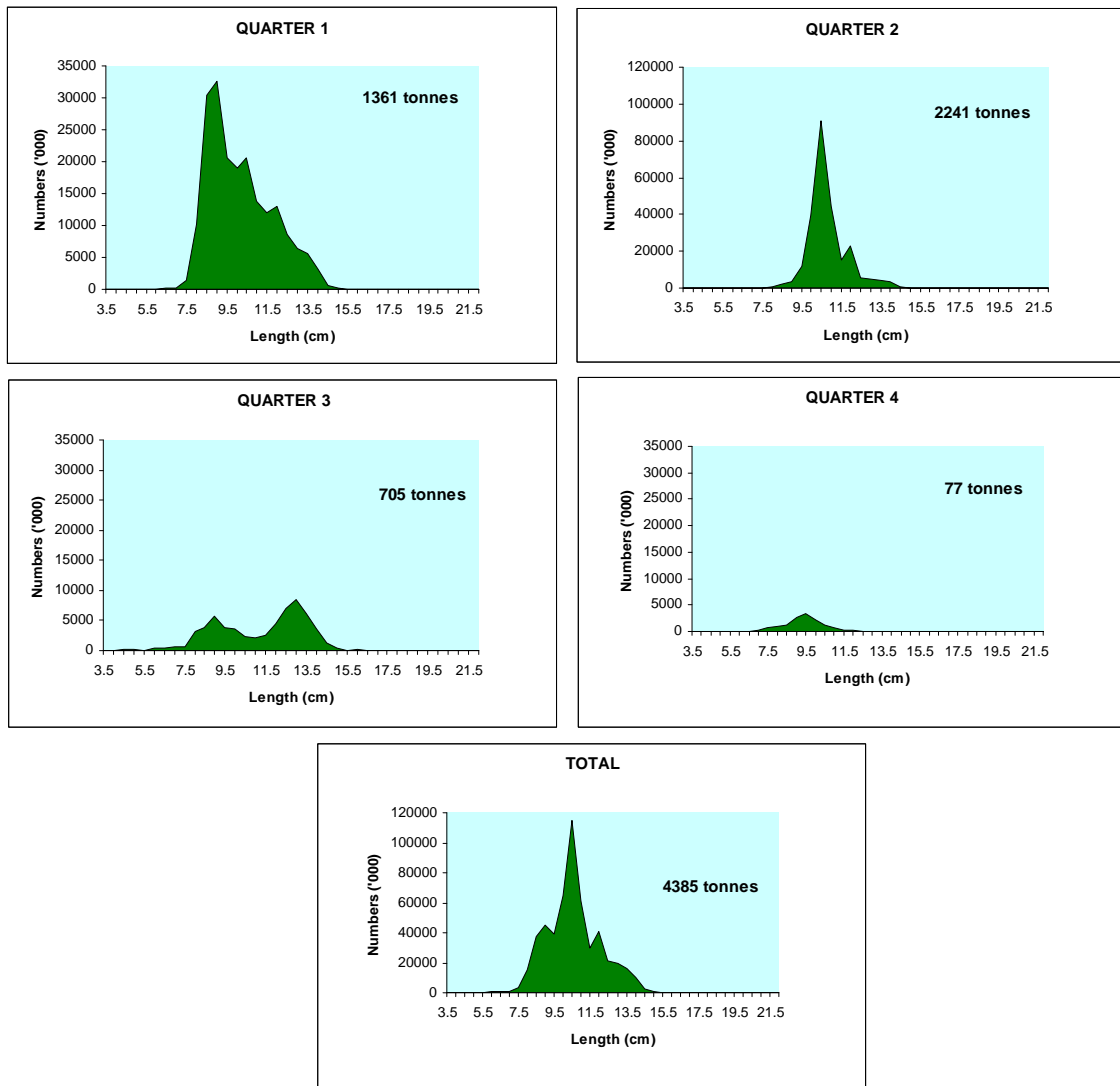 QUARTER 1
35000
30000
25000
20000
15000
10000
5000
0
Numbers ('000)
1361 tonnes
3.5 5.5 7.5 9.5 11.5 13.5 15.5 17.5 19.5 21.5
Length (cm)
QUARTER 2
120000
100000
80000
60000
40000
20000
0
Numbers ('000)
2241 tonnes
3.5 5.5 7.5 9.5 11.5 13.5 15.5 17.5 19.5 21.5
Length (cm)
QUARTER 3
35000
30000
25000
20000
15000
10000
5000
0
Numbers ('000)
705 tonnes
3.5 5.5 7.5 9.5 11.5 13.5 15.5 17.5 19.5 21.5
Length (cm)
QUARTER 4
35000
30000
25000
20000
15000
10000
5000
0
Numbers ('000)
77 tonnes
3.5 5.5 7.5 9.5 11.5 13.5 15.5 17.5 19.5 21.5
Length (cm)
TOTAL
120000
100000
80000
60000
40000
20000
0
Numbers ('000)
4385 tonnes
3.5 5.5 7.5 9.5 11.5 13.5 15.5 17.5 19.5 21.5
Length (cm)